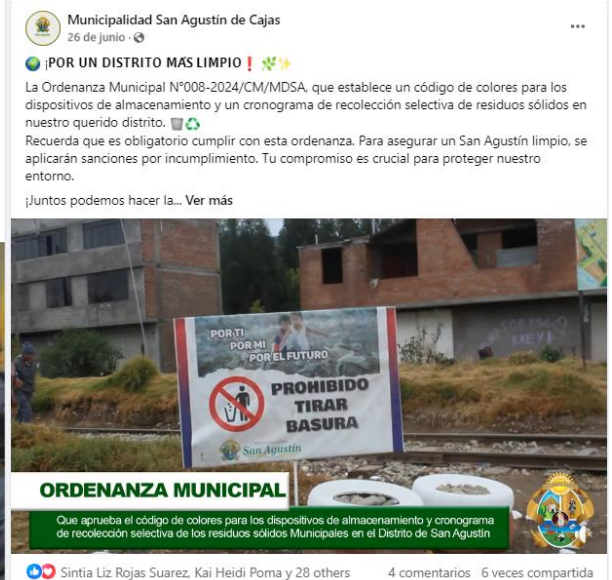 Municipalidad San Agustín de Cajas
26 de junio ·
¡POR UN DISTRITO MÁS LIMPIO❗
La Ordenanza Municipal N°008-2024/CM/MDSA, que establece un código de colores para los
dispositivos de almacenamiento y un cronograma de recolección selectiva de residuos sólidos en
nuestro querido distrito.
Recuerda que es obligatorio cumplir con esta ordenanza. Para asegurar un San Agustín limpio, se
aplicarán sanciones por incumplimiento. Tu compromiso es crucial para proteger nuestro
entorno.
¡Juntos podemos hacer la... Ver más
POR TI
POR MI
POR EL FUTURO
PROHIBIDO
TIRAR
BASURA
San Agustín
ORDENANZA MUNICIPAL
Que aprueba el código de colores para los dispositivos de almacenamiento y cronograma
de recolección selectiva de los residuos sólidos Municipales en el Distrito de San Agustín
Sintia Liz Rojas Suarez, Kai Heidi Poma y 28 others
4 comentarios 6 veces compartida